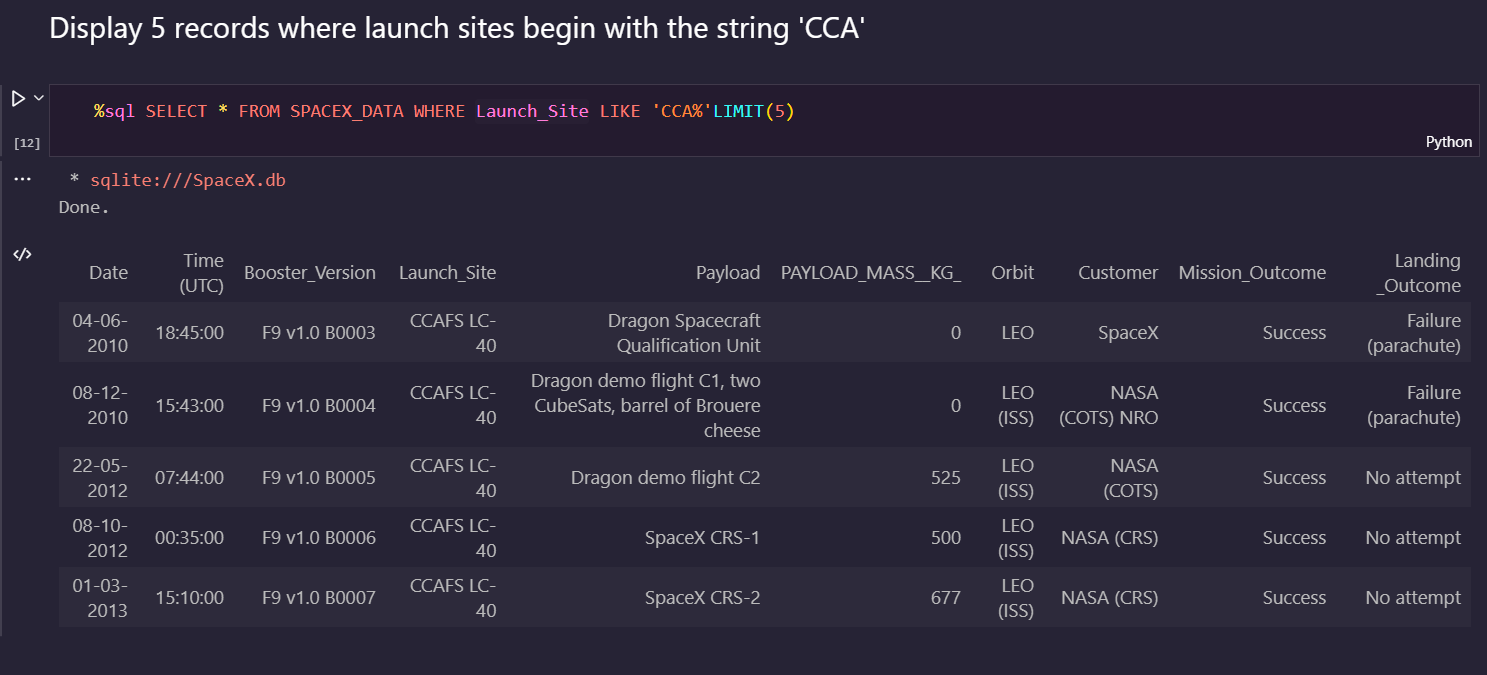 Display 5 records where launch sites begin with the string 'CCA'
%sql SELECT * FROM SPACEX_DATA WHERE Launch_Site LIKE 'CCA%'LIMIT(5)
[12]
Python
* sqlite:///SpaceX.db
Done.
Date Time (UTC) Booster_Version Launch_Site Payload PAYLOAD_MASS__KG_ Orbit Customer Mission_Outcome Landing _Outcome
04-06-2010 18:45:00 F9 v1.0 B0003 CCAFS LC-40 Dragon Spacecraft Qualification Unit 0 LEO SpaceX Success Failure (parachute)
08-12-2010 15:43:00 F9 v1.0 B0004 CCAFS LC-40 Dragon demo flight C1, two CubeSats, barrel of Brouere cheese 0 LEO (ISS) NASA (COTS) NRO Success Failure (parachute)
22-05-2012 07:44:00 F9 v1.0 B0005 CCAFS LC-40 Dragon demo flight C2 525 LEO (ISS) NASA (COTS) Success No attempt
08-10-2012 00:35:00 F9 v1.0 B0006 CCAFS LC-40 SpaceX CRS-1 500 LEO (ISS) NASA (CRS) Success No attempt
01-03-2013 15:10:00 F9 v1.0 B0007 CCAFS LC-40 SpaceX CRS-2 677 LEO (ISS) NASA (CRS) Success No attempt